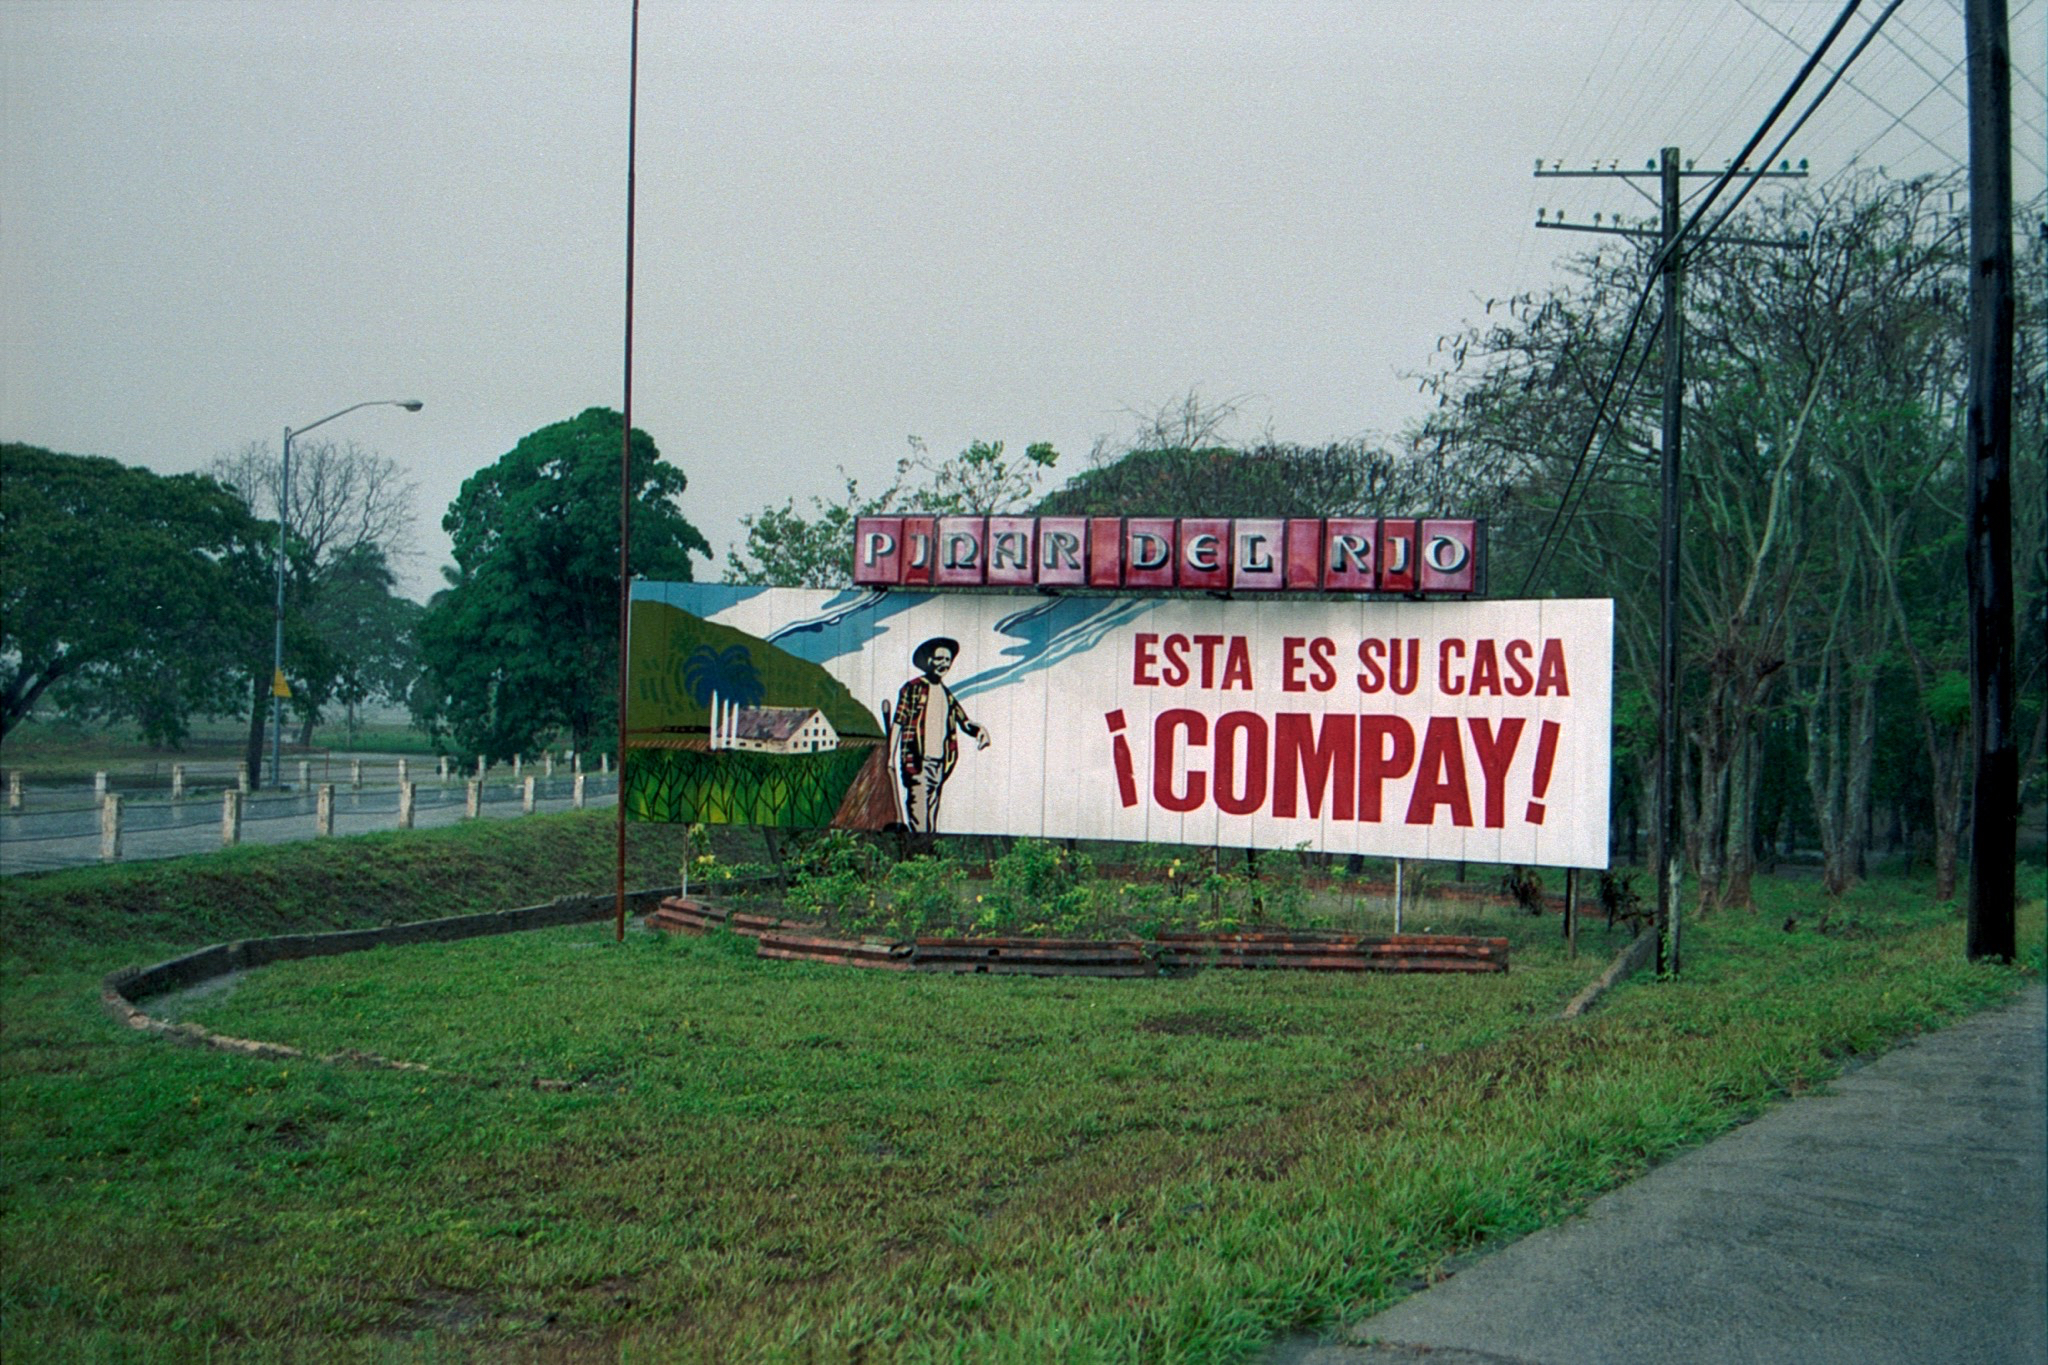 PINAR DEL RIO
ESTA ES SU CASA
¡COMPAY!